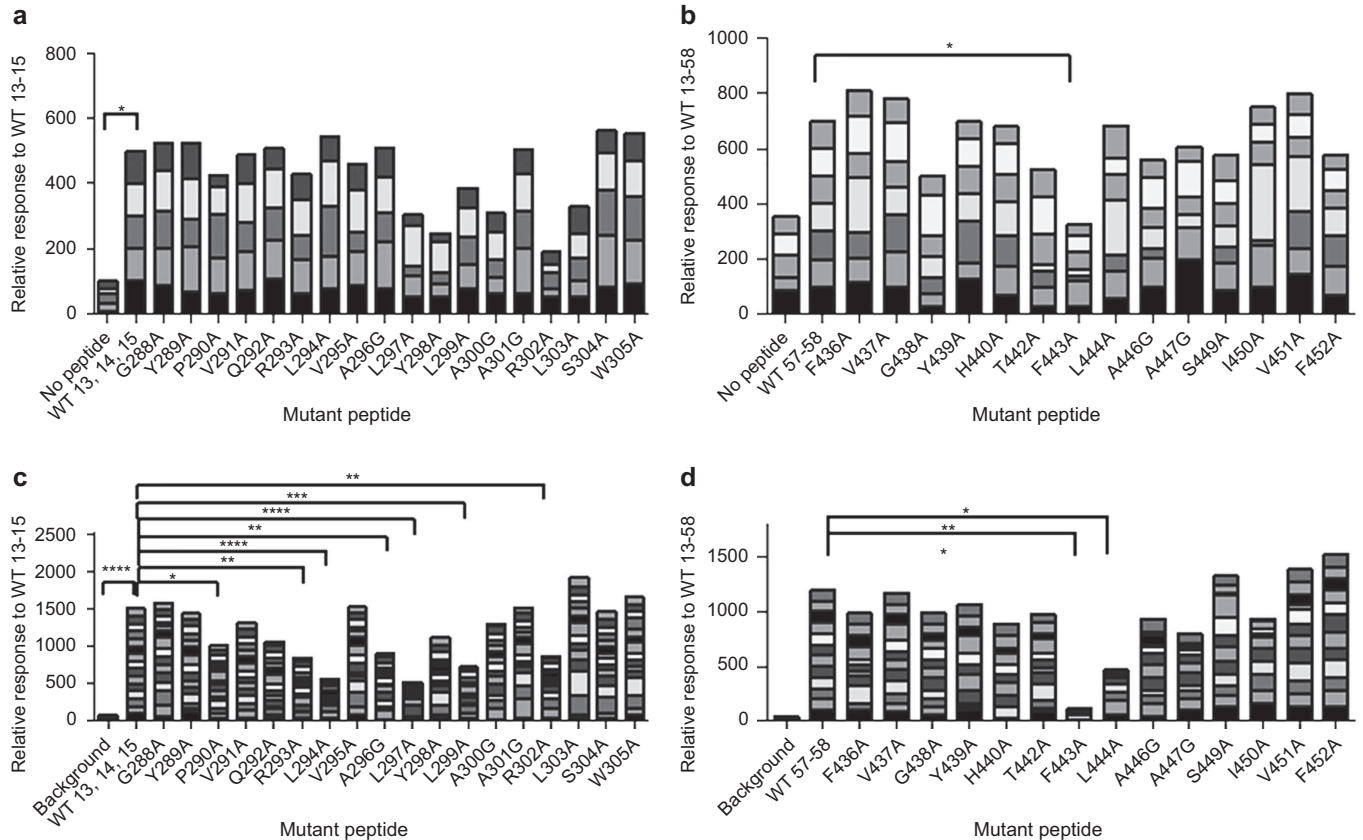 a
Relative response to WT 13-15
800
600
400
200
0
*
No peptide
WT 13, 14, 15
G288A
Y289A
P290A
V291A
Q292A
R293A
L294A
V295A
A296G
L297A
Y298A
L299A
A300G
A301G
R302A
L303A
S304A
W305A
Mutant peptide
b
Relative response to WT 13-58
1000
800
600
400
200
0
*
No peptide
WT 57-58
F436A
V437A
G438A
Y439A
H440A
T442A
F443A
L444A
A446G
A447G
S449A
I450A
V451A
F452A
Mutant peptide
c
Relative response to WT 13-15
2500
2000
1500
1000
500
0
**
***
****
**
****
**
**** *
Background
WT 13, 14, 15
G288A
Y289A
P290A
V291A
Q292A
R293A
L294A
V295A
A296G
L297A
Y298A
L299A
A300G
A301G
R302A
L303A
S304A
W305A
Mutant peptide
d
Relative response to WT 13-58
1500
1000
500
0
*
**
*
Background
WT 57-58
F436A
V437A
G438A
Y439A
H440A
T442A
F443A
L444A
A446G
A447G
S449A
I450A
V451A
F452A
Mutant peptide